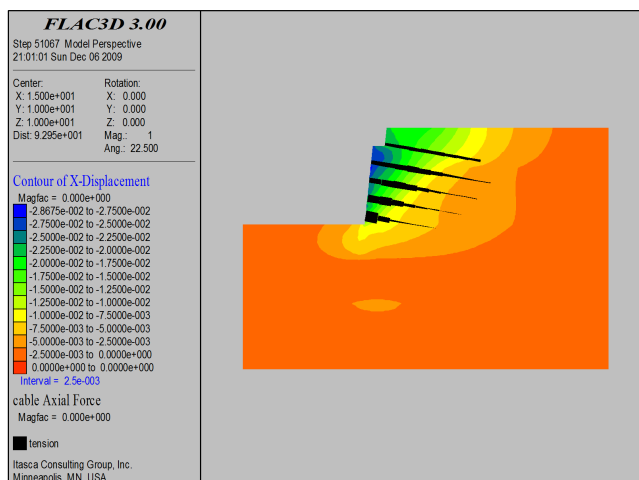 FLAC3D 3.00
Step 51067 Model Perspective
21:01:01 Sun Dec 06 2009
Center: Rotation:
X: 1.500e+001 X: 0.000
Y: 1.000e+001 Y: 0.000
Z: 1.000e+001 Z: 0.000
Dist: 9.295e+001 Mag.: 1
Ang.: 22.500
Contour of X-Displacement
Magfac = 0.000e+000
-2.8675e-002 to -2.7500e-002
-2.7500e-002 to -2.5000e-002
-2.5000e-002 to -2.2500e-002
-2.2500e-002 to -2.0000e-002
-2.0000e-002 to -1.7500e-002
-1.7500e-002 to -1.5000e-002
-1.5000e-002 to -1.2500e-002
-1.2500e-002 to -1.0000e-002
-1.0000e-002 to -7.5000e-003
-7.5000e-003 to -5.0000e-003
-5.0000e-003 to -2.5000e-003
-2.5000e-003 to 0.0000e+000
0.0000e+000 to 0.0000e+000
Interval = 2.5e-003
cable Axial Force
Magfac = 0.000e+000
tension
Itasca Consulting Group, Inc.
Minneapolis, MN USA